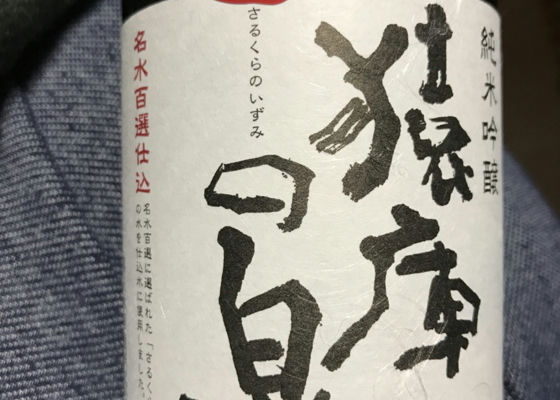 純米吟醸
猿庫
の泉
さるくらのいずみ
名水百選仕込
名水百選に選ばれた「さるく
の水を仕込水に使用しました。